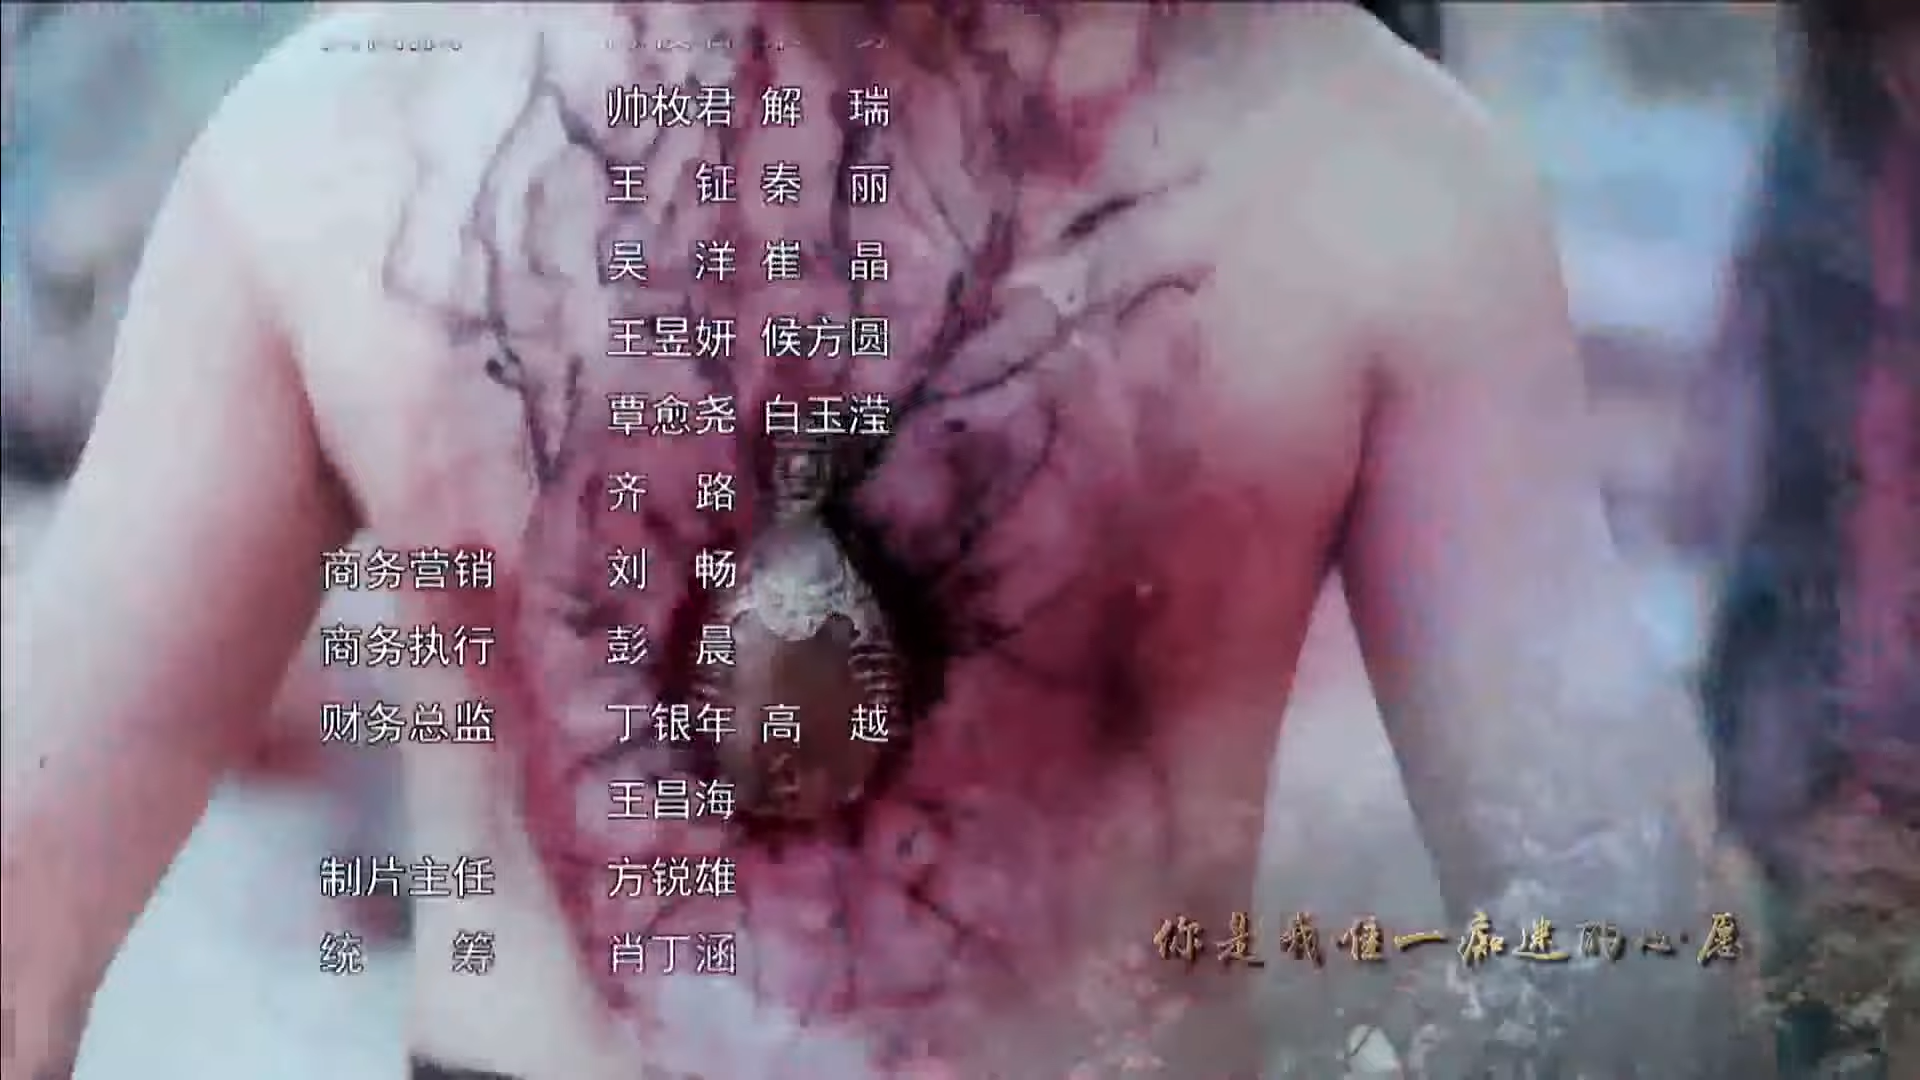 帅枚君 解 瑞
王 钲 秦 丽
吴 洋 崔 晶
王昱妍 候方圆
覃愈尧 白玉滢
齐 路
商务营销 刘 畅
商务执行 彭 晨
财务总监 丁银年 高 越
王昌海
制片主任 方锐雄
统 筹 肖丁涵
你是我唯一痴迷的心愿